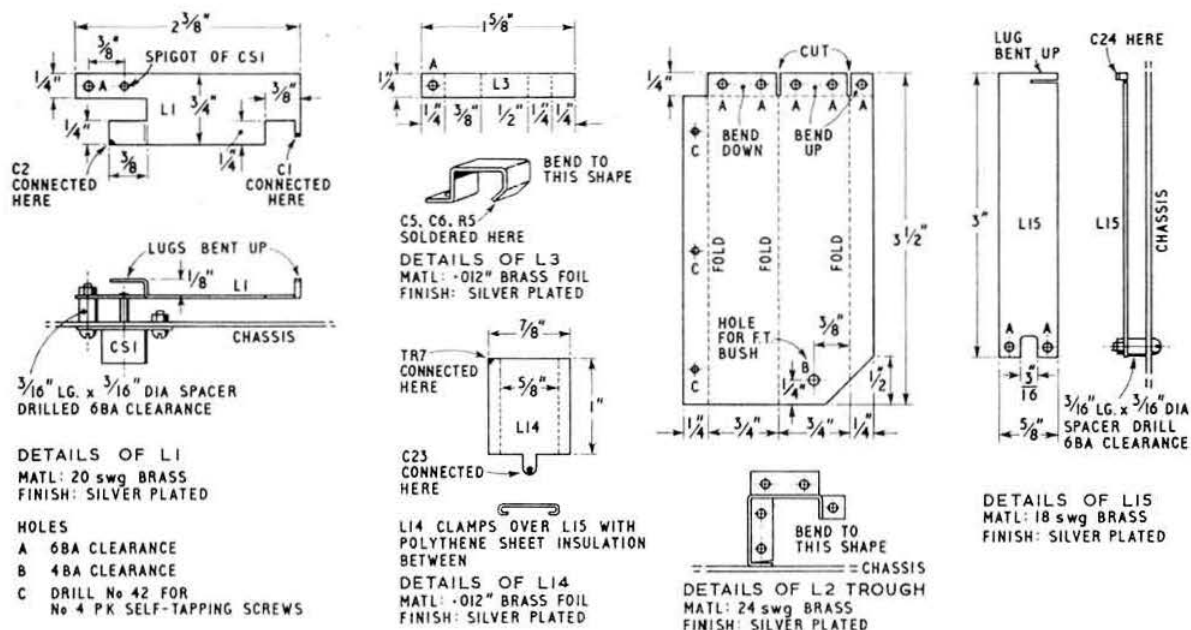 2 3/8"
3/8"
SPIGOT OF CS1
1/4"
A
L1
3/4"
3/8"
1/4"
3/8
1/4"
C2
CONNECTED
HERE
C1
CONNECTED
HERE
LUGS BENT UP
1/8"
L1
CHASSIS
CS1
3/16" LG. x 3/16" DIA SPACER
DRILLED 6BA CLEARANCE
DETAILS OF L1
MATL: 20 swg BRASS
FINISH: SILVER PLATED
HOLES
A 6BA CLEARANCE
B 4BA CLEARANCE
C DRILL No 42 FOR
No 4 PK SELF-TAPPING SCREWS
1 5/8"
A
1/4"
L3
1/4" 3/8" 1/2" 1/4" 1/4"
BEND TO
THIS SHAPE
C5, C6, R5
SOLDERED HERE
DETAILS OF L3
MATL: ·012" BRASS FOIL
FINISH: SILVER PLATED
7/8"
TR7
CONNECTED
HERE
5/8"
1"
L14
C23
CONNECTED
HERE
L14 CLAMPS OVER L15 WITH
POLYTHENE SHEET INSULATION
BETWEEN
DETAILS OF L14
MATL: ·012" BRASS FOIL
FINISH: SILVER PLATED
CUT
1/4"
A A A A A
BEND
DOWN
BEND
UP
C
C
C
FOLD
FOLD
FOLD
3 1/2"
HOLE
FOR F.T.
BUSH
3/8"
B
1/4"
1/2"
1/4" 3/4" 3/4" 1/4"
BEND TO
THIS SHAPE
CHASSIS
DETAILS OF L2 TROUGH
MATL: 24 swg BRASS
FINISH: SILVER PLATED
LUG
BENT UP
C24 HERE
3"
L15
L15
CHASSIS
A A
3"
16
5/8"
3/16" LG. x 3/16" DIA
SPACER DRILL
6BA CLEARANCE
DETAILS OF L15
MATL: 18 swg BRASS
FINISH: SILVER PLATED